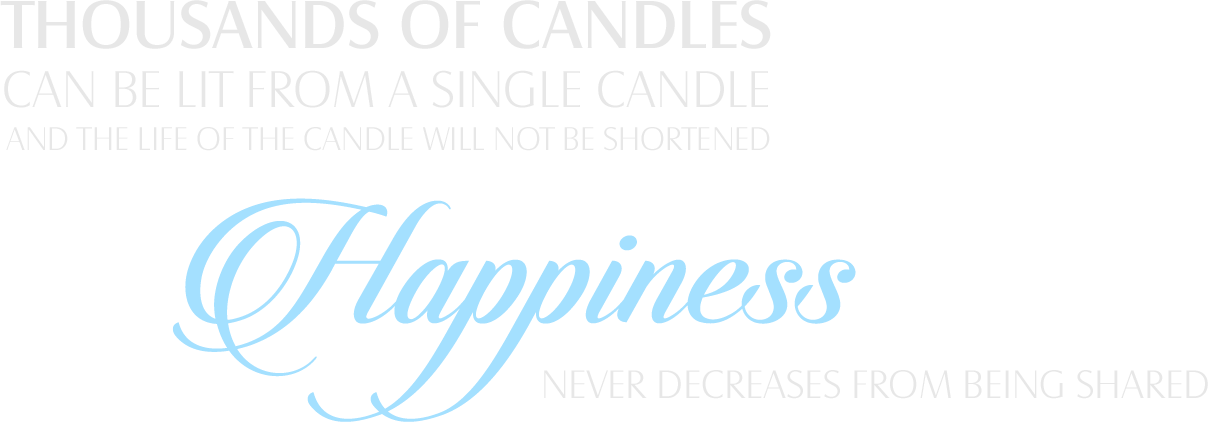 THOUSANDS OF CANDLES
CAN BE LIT FROM A SINGLE CANDLE
AND THE LIFE OF THE CANDLE WILL NOT BE SHORTENED
Happiness
NEVER DECREASES FROM BEING SHARED